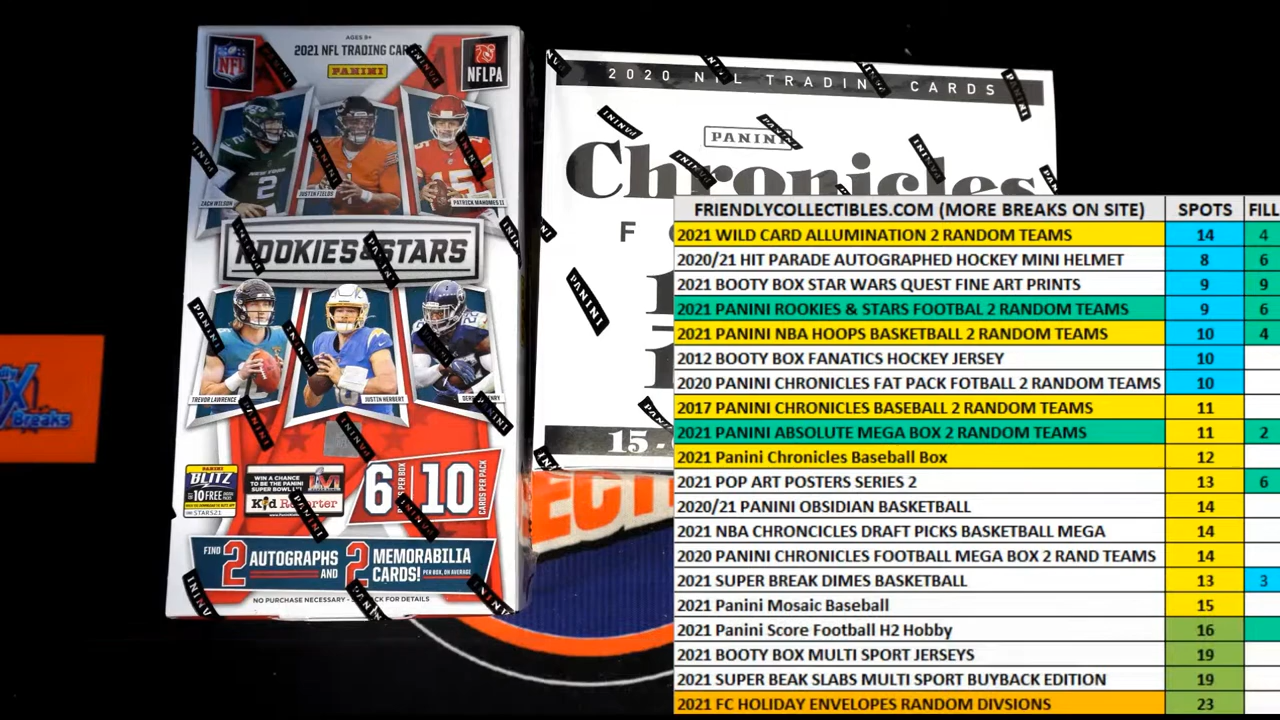 AGES 8+
2021 NFL TRADING CARDS
PANINI
NFL
NFLPA
ZACH WILSON
JUSTIN FIELDS
PATRICK MAHOMES II
ROOKIES & STARS
TREVOR LAWRENCE
JUSTIN HERBERT
PANINI
BLITZ
10 FREE
STARS21
WIN A CHANCE
TO BE THE PANINI
SUPER BOWL LVI
Kid Reporter
6 PER BOX
10 CARDS PER PACK
FIND 2 AUTOGRAPHS AND 2 MEMORABILIA CARDS!
PER BOX, ON AVERAGE
NO PURCHASE NECESSARY - FOR DETAILS
2020 NFL TRADING CARDS
PANINI
Chronicles
F
15-
Breaks
FRIENDLYCOLLECTIBLES.COM (MORE BREAKS ON SITE) SPOTS FILL
2021 WILD CARD ALLUMINATION 2 RANDOM TEAMS 14 4
2020/21 HIT PARADE AUTOGRAPHED HOCKEY MINI HELMET 8 6
2021 BOOTY BOX STAR WARS QUEST FINE ART PRINTS 9 9
2021 PANINI ROOKIES & STARS FOOTBAL 2 RANDOM TEAMS 9 6
2021 PANINI NBA HOOPS BASKETBALL 2 RANDOM TEAMS 10 4
2012 BOOTY BOX FANATICS HOCKEY JERSEY 10
2020 PANINI CHRONICLES FAT PACK FOTBALL 2 RANDOM TEAMS 10
2017 PANINI CHRONICLES BASEBALL 2 RANDOM TEAMS 11
2021 PANINI ABSOLUTE MEGA BOX 2 RANDOM TEAMS 11 2
2021 Panini Chronicles Baseball Box 12
2021 POP ART POSTERS SERIES 2 13 6
2020/21 PANINI OBSIDIAN BASKETBALL 14
2021 NBA CHRONCICLES DRAFT PICKS BASKETBALL MEGA 14
2020 PANINI CHRONICLES FOOTBALL MEGA BOX 2 RAND TEAMS 14
2021 SUPER BREAK DIMES BASKETBALL 13 3
2021 Panini Mosaic Baseball 15
2021 Panini Score Football H2 Hobby 16
2021 BOOTY BOX MULTI SPORT JERSEYS 19
2021 SUPER BEAK SLABS MULTI SPORT BUYBACK EDITION 19
2021 FC HOLIDAY ENVELOPES RANDOM DIVSIONS 23